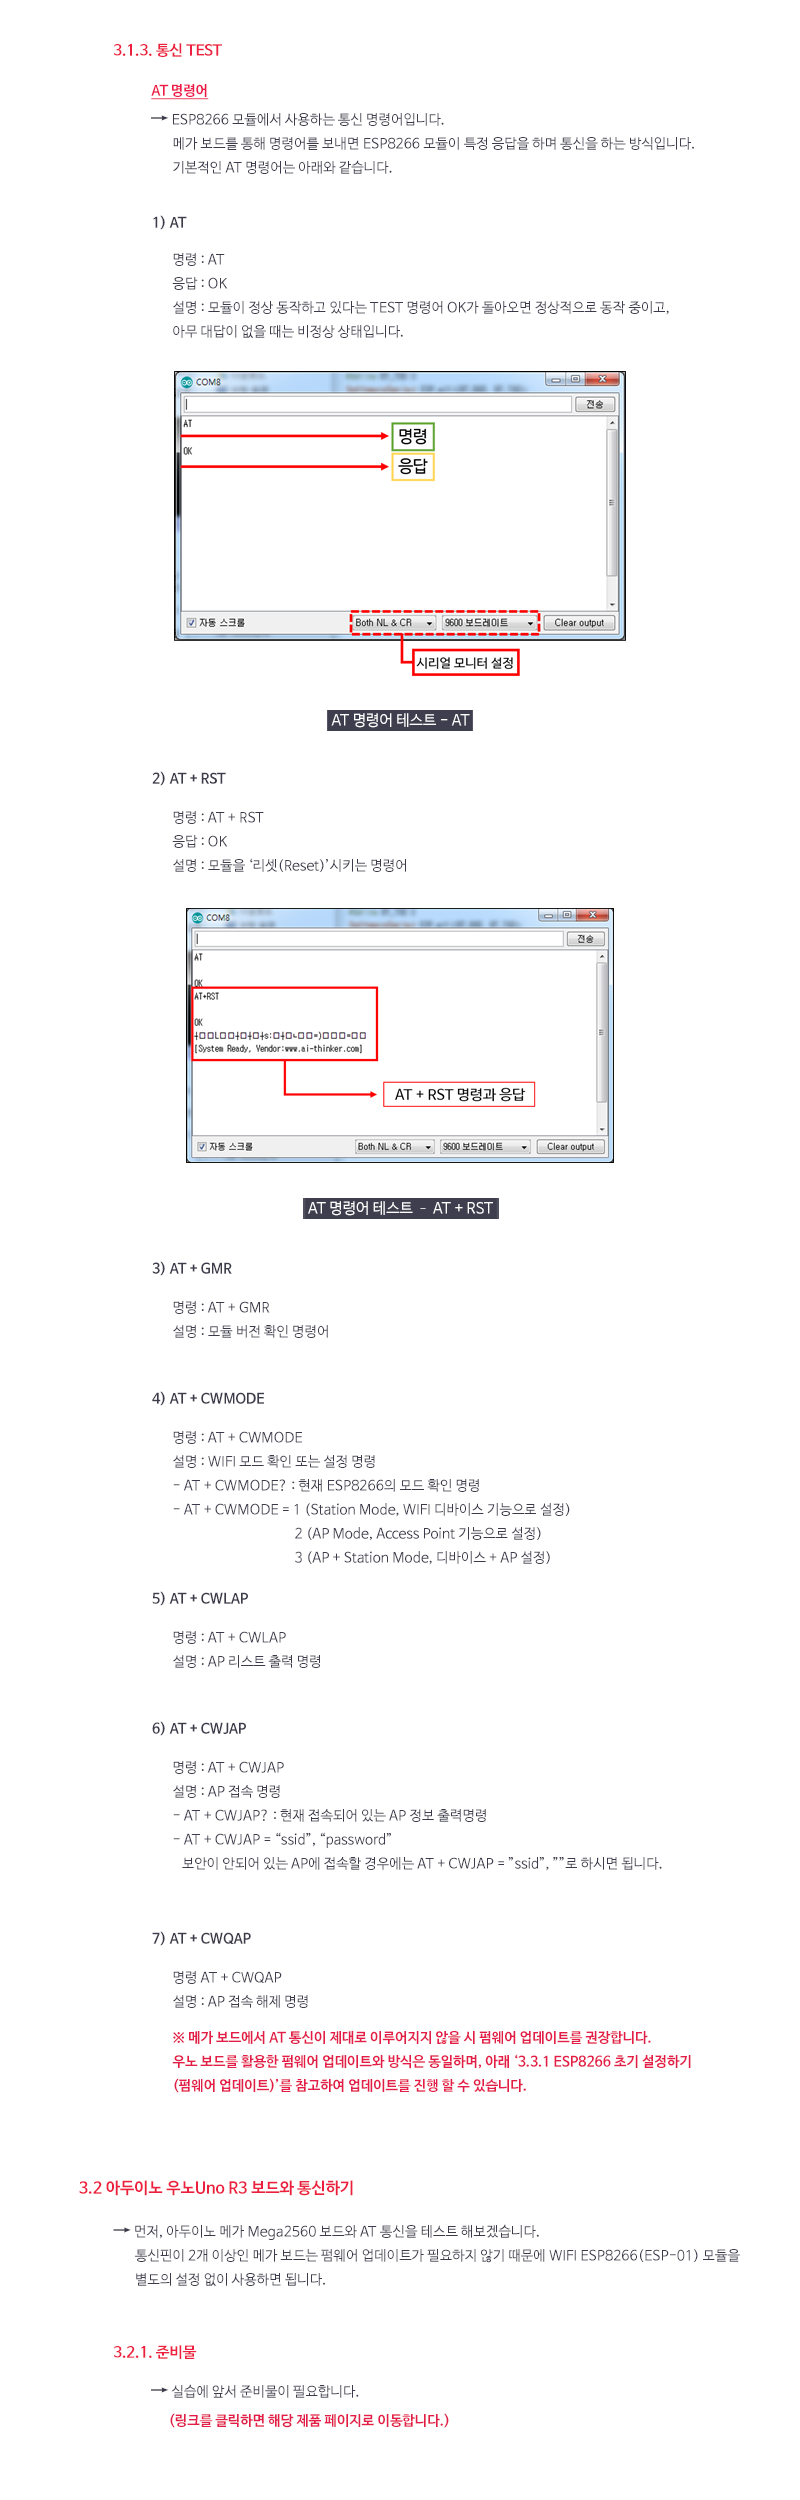 3.1.3. 통신 TEST
AT 명령어
→ ESP8266 모듈에서 사용하는 통신 명령어입니다.
메가 보드를 통해 명령어를 보내면 ESP8266 모듈이 특정 응답을 하며 통신을 하는 방식입니다.
기본적인 AT 명령어는 아래와 같습니다.
1) AT
명령 : AT
응답 : OK
설명 : 모듈이 정상 동작하고 있다는 TEST 명령어 OK가 돌아오면 정상적으로 동작 중이고,
아무 대답이 없을 때는 비정상 상태입니다.
COM8
전송
AT
명령
OK
응답
자동 스크롤
Both NL & CR
9600 보드레이트
Clear output
시리얼 모니터 설정
AT 명령어 테스트 - AT
2) AT + RST
명령 : AT + RST
응답 : OK
설명 : 모듈을 ‘리셋(Reset)’시키는 명령어
COM8
전송
AT
OK
AT+RST
OK
[System Ready, Vendor:www.ai-thinker.com]
AT + RST 명령과 응답
자동 스크롤
Both NL & CR
9600 보드레이트
Clear output
AT 명령어 테스트 - AT + RST
3) AT + GMR
명령 : AT + GMR
설명 : 모듈 버전 확인 명령어
4) AT + CWMODE
명령 : AT + CWMODE
설명 : WIFI 모드 확인 또는 설정 명령
- AT + CWMODE? : 현재 ESP8266의 모드 확인 명령
- AT + CWMODE = 1 (Station Mode, WIFI 디바이스 기능으로 설정)
2 (AP Mode, Access Point 기능으로 설정)
3 (AP + Station Mode, 디바이스 + AP 설정)
5) AT + CWLAP
명령 : AT + CWLAP
설명 : AP 리스트 출력 명령
6) AT + CWJAP
명령 : AT + CWJAP
설명 : AP 접속 명령
- AT + CWJAP? : 현재 접속되어 있는 AP 정보 출력명령
- AT + CWJAP = “ssid”, “password”
보안이 안되어 있는 AP에 접속할 경우에는 AT + CWJAP = ”ssid”, ””로 하시면 됩니다.
7) AT + CWQAP
명령 AT + CWQAP
설명 : AP 접속 해제 명령
※ 메가 보드에서 AT 통신이 제대로 이루어지지 않을 시 펌웨어 업데이트를 권장합니다.
우노 보드를 활용한 펌웨어 업데이트와 방식은 동일하며, 아래 ‘3.3.1 ESP8266 초기 설정하기
(펌웨어 업데이트)’를 참고하여 업데이트를 진행 할 수 있습니다.
3.2 아두이노 우노Uno R3 보드와 통신하기
→ 먼저, 아두이노 메가 Mega2560 보드와 AT 통신을 테스트 해보겠습니다.
통신핀이 2개 이상인 메가 보드는 펌웨어 업데이트가 필요하지 않기 때문에 WIFI ESP8266(ESP-01) 모듈을
별도의 설정 없이 사용하면 됩니다.
3.2.1. 준비물
→ 실습에 앞서 준비물이 필요합니다.
(링크를 클릭하면 해당 제품 페이지로 이동합니다.)